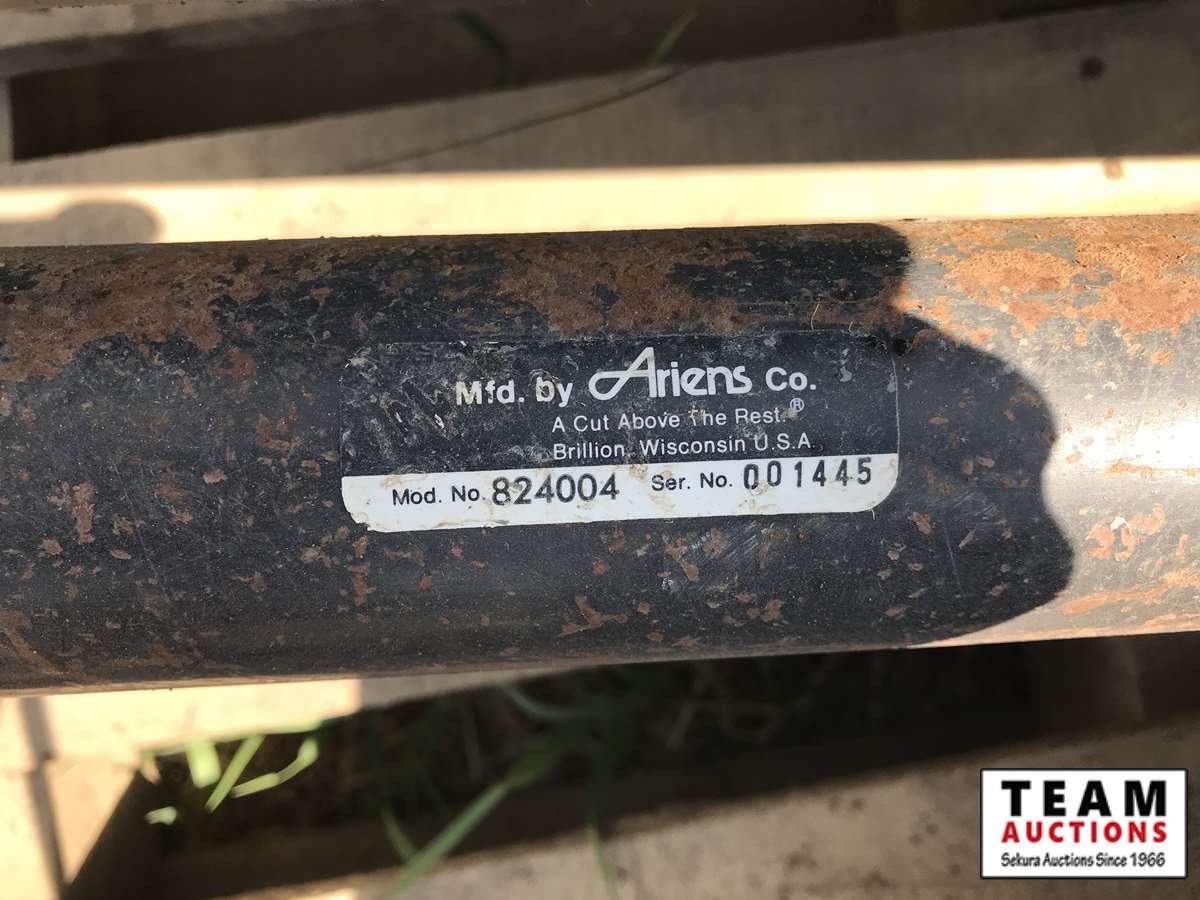 Mfd. by Ariens Co.
A Cut Above The Rest.®
Brillion, Wisconsin U.S.A.
Mod. No. 824004 Ser. No. 001445
TEAM
AUCTIONS
Sekura Auctions Since 1966